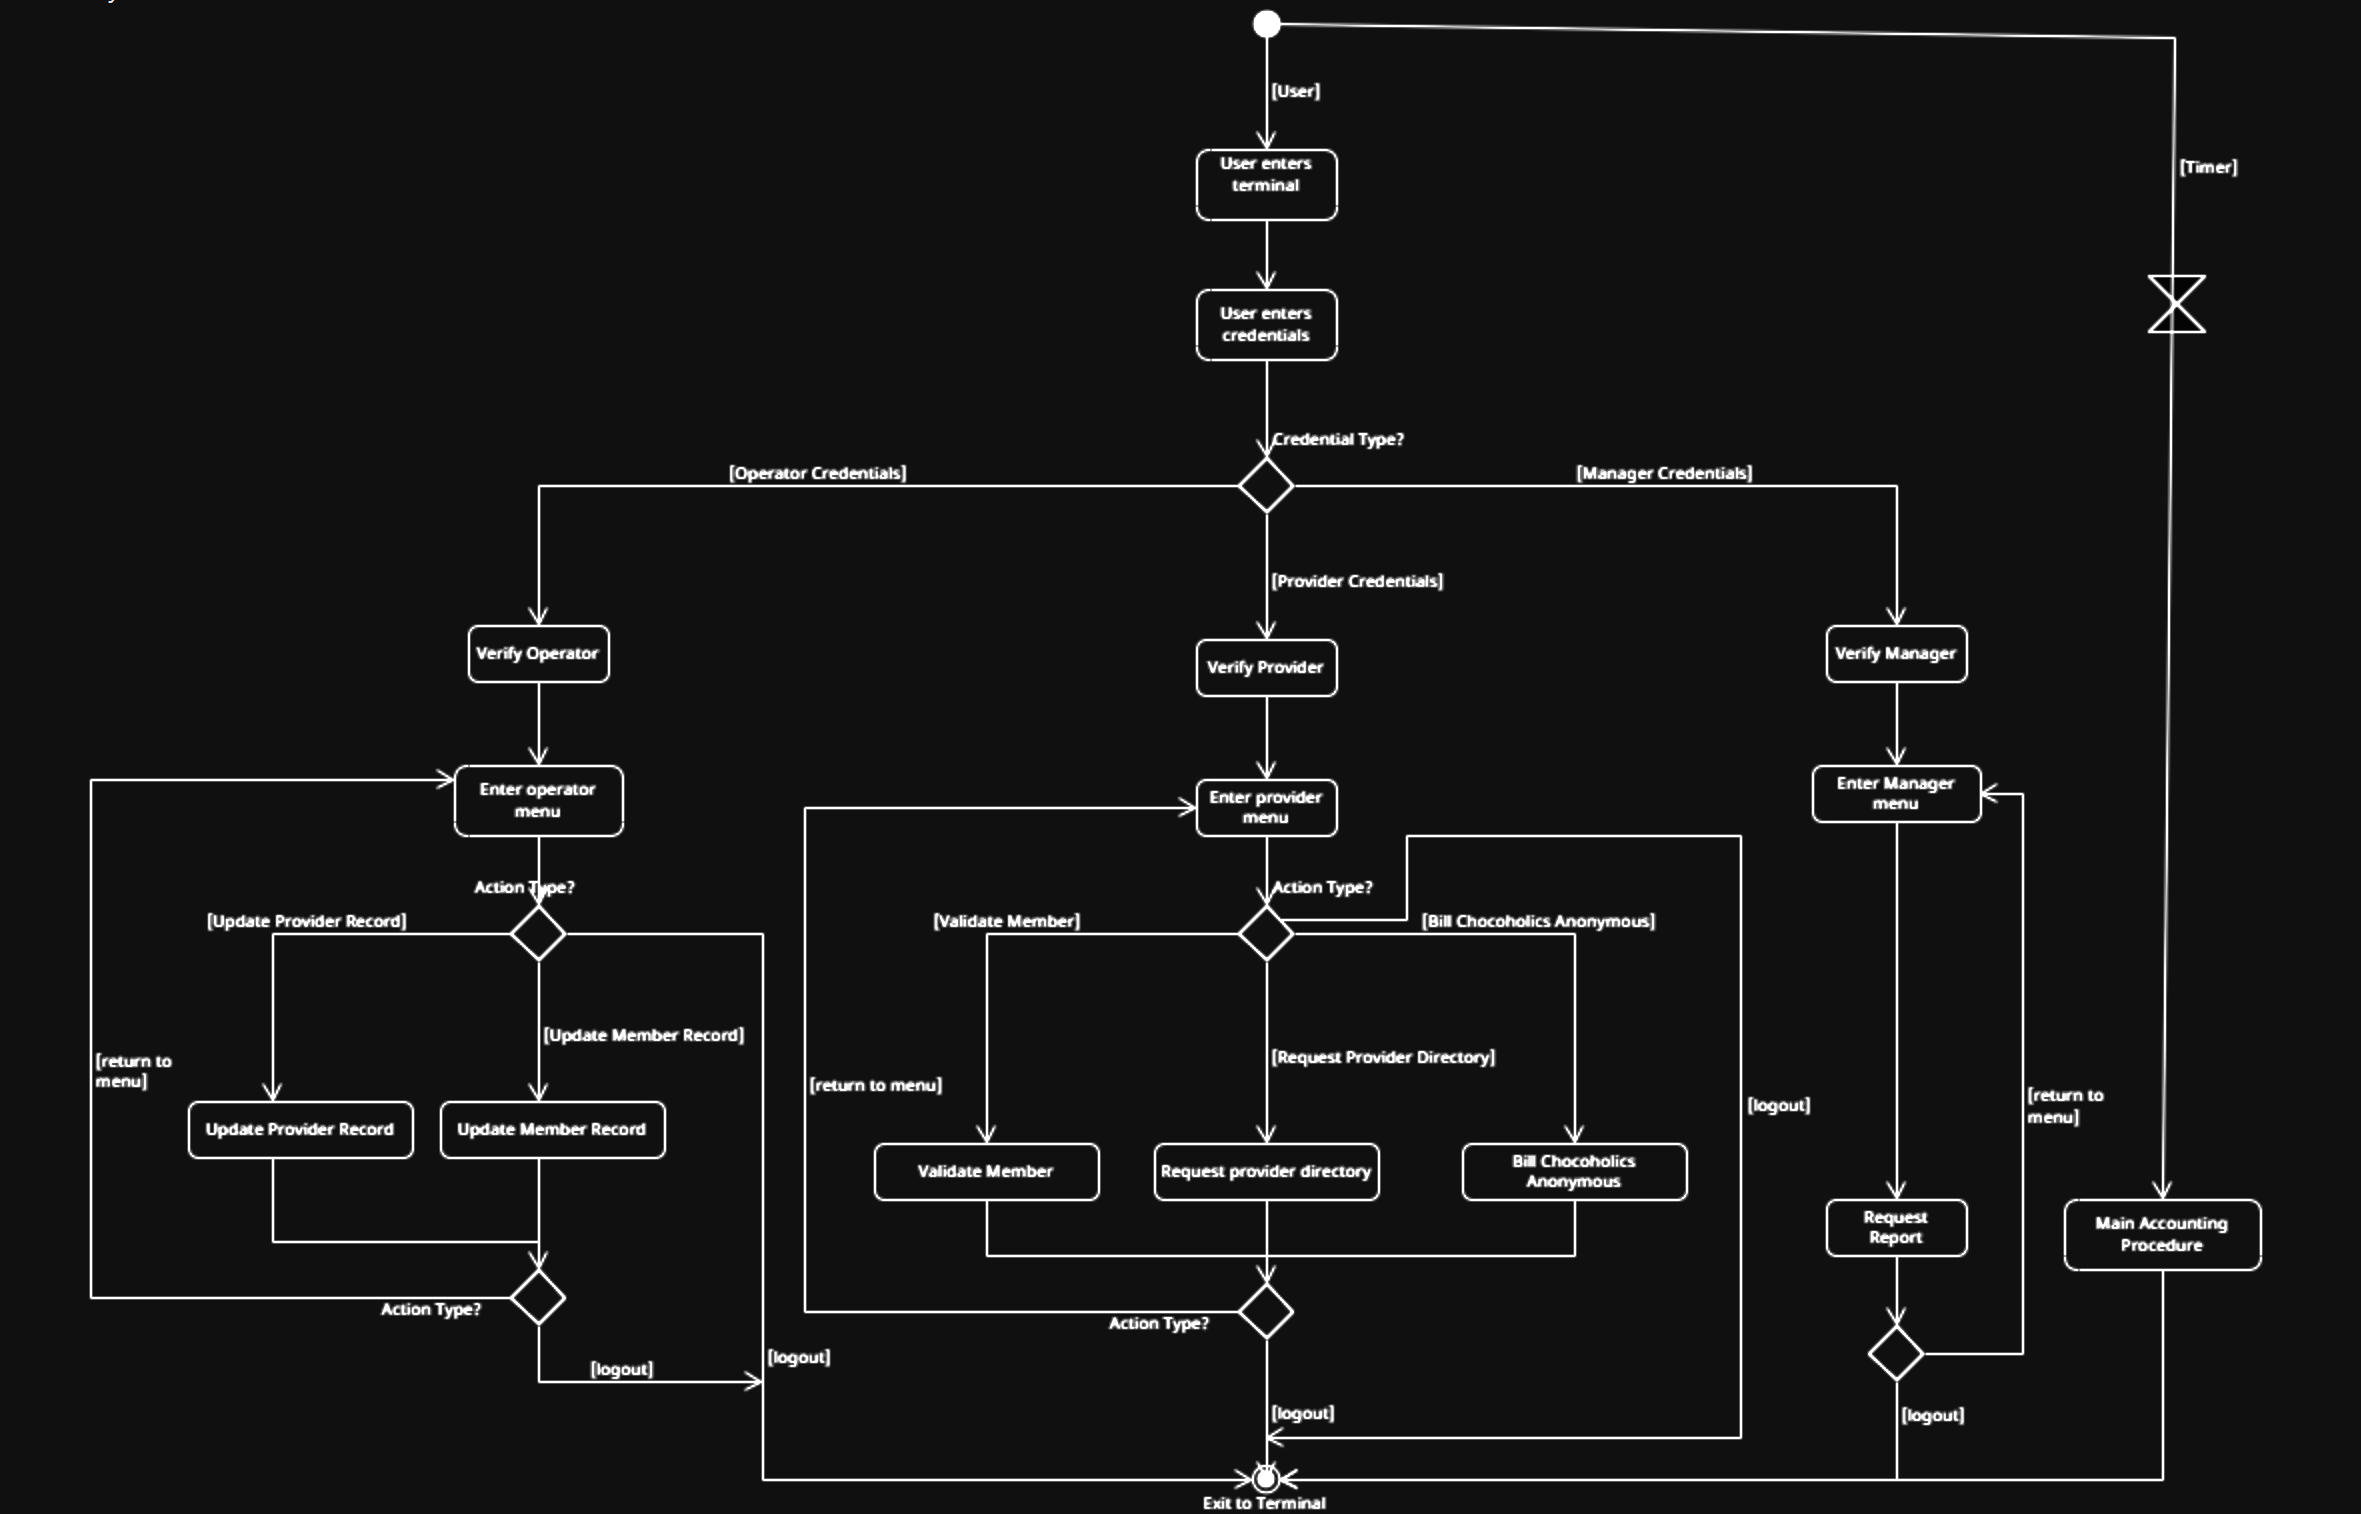 [User]
[Timer]
User enters
terminal
User enters
credentials
Credential Type?
[Operator Credentials]
[Manager Credentials]
[Provider Credentials]
Verify Operator
Verify Provider
Verify Manager
Enter operator
menu
Enter provider
menu
Enter Manager
menu
Action Type?
Action Type?
[Update Provider Record]
[Validate Member]
[Bill Chocoholics Anonymous]
[Update Member Record]
[Request Provider Directory]
[return to
menu]
[return to menu]
[logout]
[return to
menu]
Update Provider Record
Update Member Record
Validate Member
Request provider directory
Bill Chocoholics
Anonymous
Request
Report
Main Accounting
Procedure
Action Type?
Action Type?
[logout]
[logout]
[logout]
[logout]
Exit to Terminal